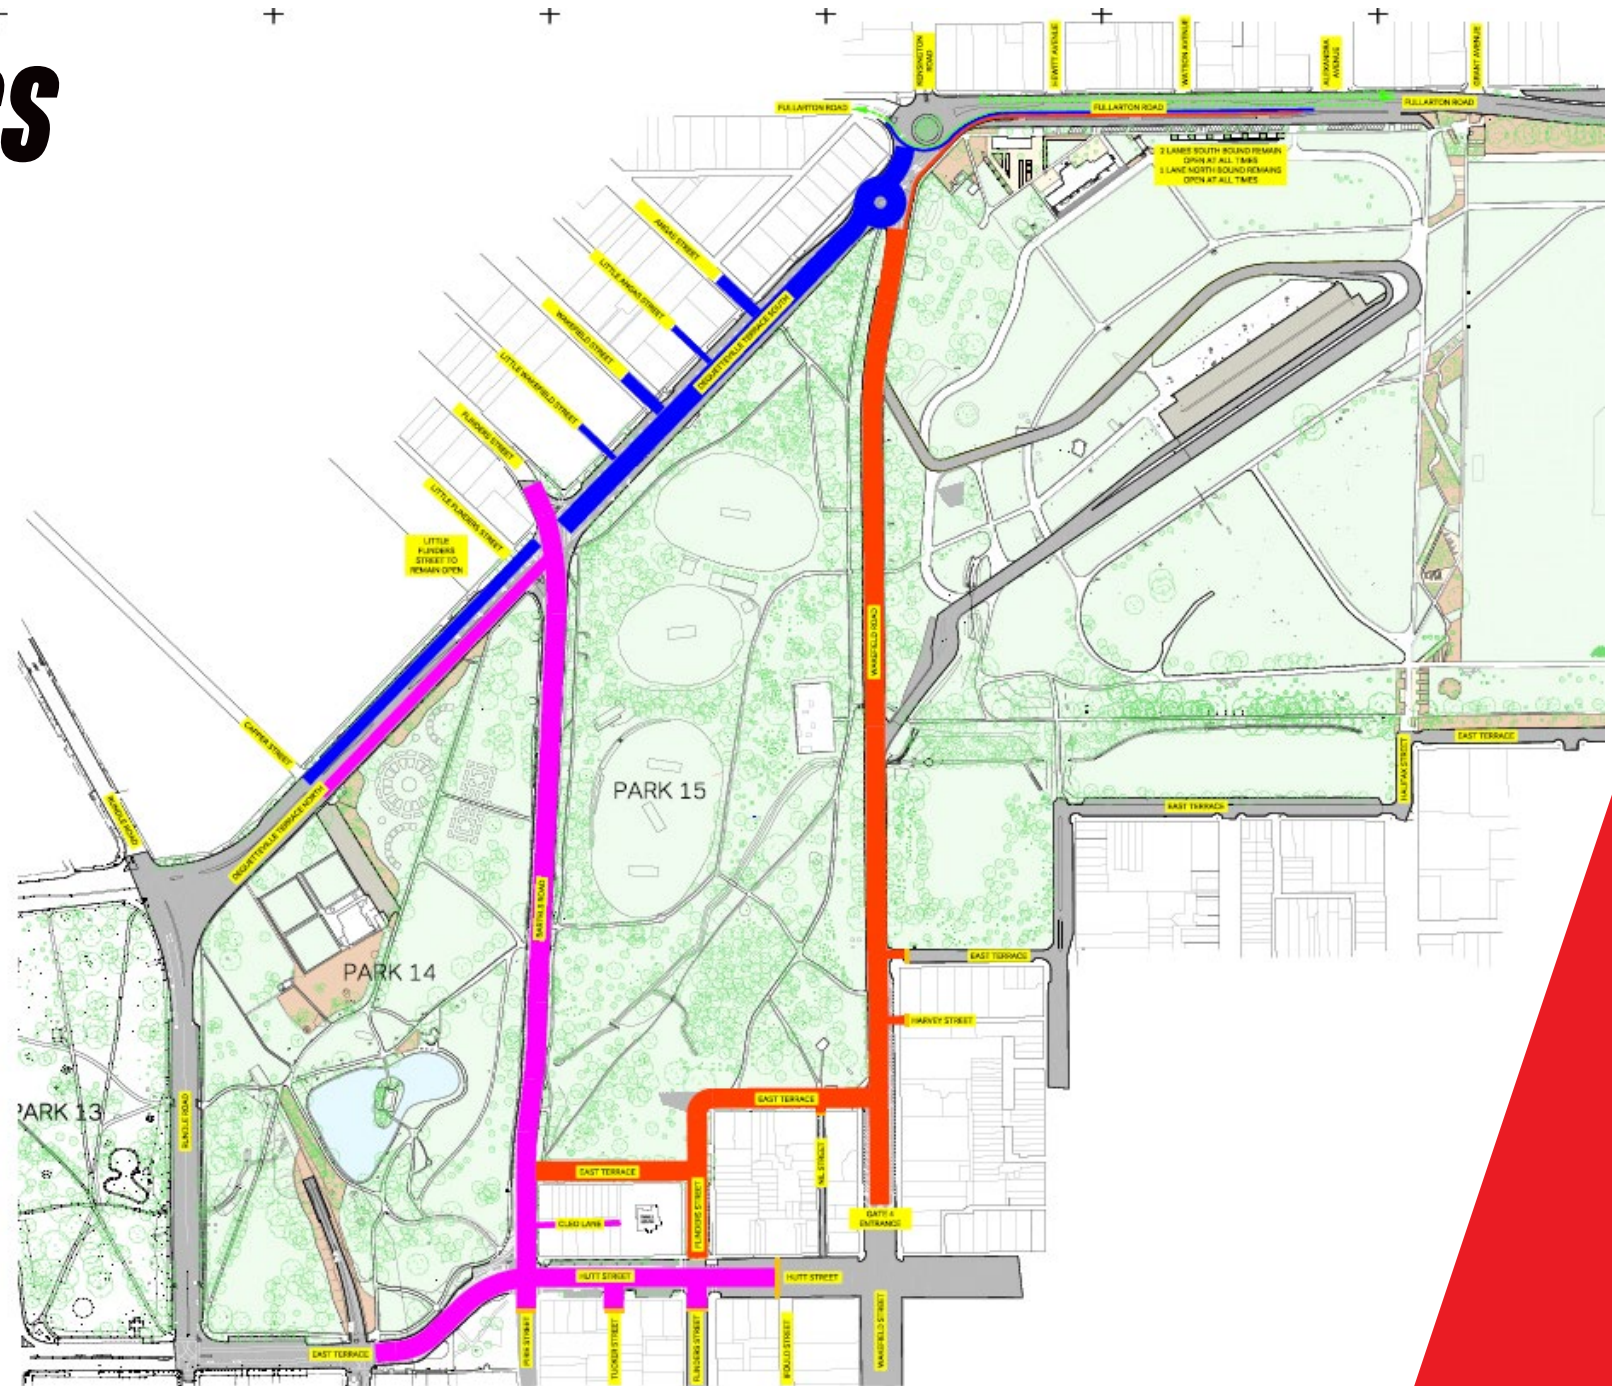 KENSINGTON
ROAD
HEWITT AVENUE
WATSON AVENUE
ALEXANDRA
AVENUE
GRANT AVENUE
FULLARTON ROAD
FULLARTON ROAD
FULLARTON ROAD
2 LANES SOUTH BOUND REMAIN
OPEN AT ALL TIMES
1 LANE NORTH BOUND REMAINS
OPEN AT ALL TIMES
ANGAS STREET
LITTLE ANGAS STREET
WAKEFIELD STREET
LITTLE WAKEFIELD STREET
DEQUETTEVILLE TERRACE SOUTH
FLINDERS STREET
LITTLE FLINDERS STREET
LITTLE
FLINDERS
STREET TO
REMAIN OPEN
WAKEFIELD ROAD
CAPPER STREET
EAST TERRACE
HALIFAX STREET
PARK 15
RUNDLE ROAD
DEQUETTEVILLE TERRACE NORTH
EAST TERRACE
BARTELS ROAD
PARK 14
EAST TERRACE
HARVEY STREET
PARK 13
RUNDLE ROAD
EAST TERRACE
NIL STREET
EAST TERRACE
FLINDERS STREET
CLEO LANE
GATE 4
ENTRANCE
HUTT STREET
HUTT STREET
EAST TERRACE
PIRIE STREET
TUCKER STREET
FLINDERS STREET
WAKEFIELD STREET